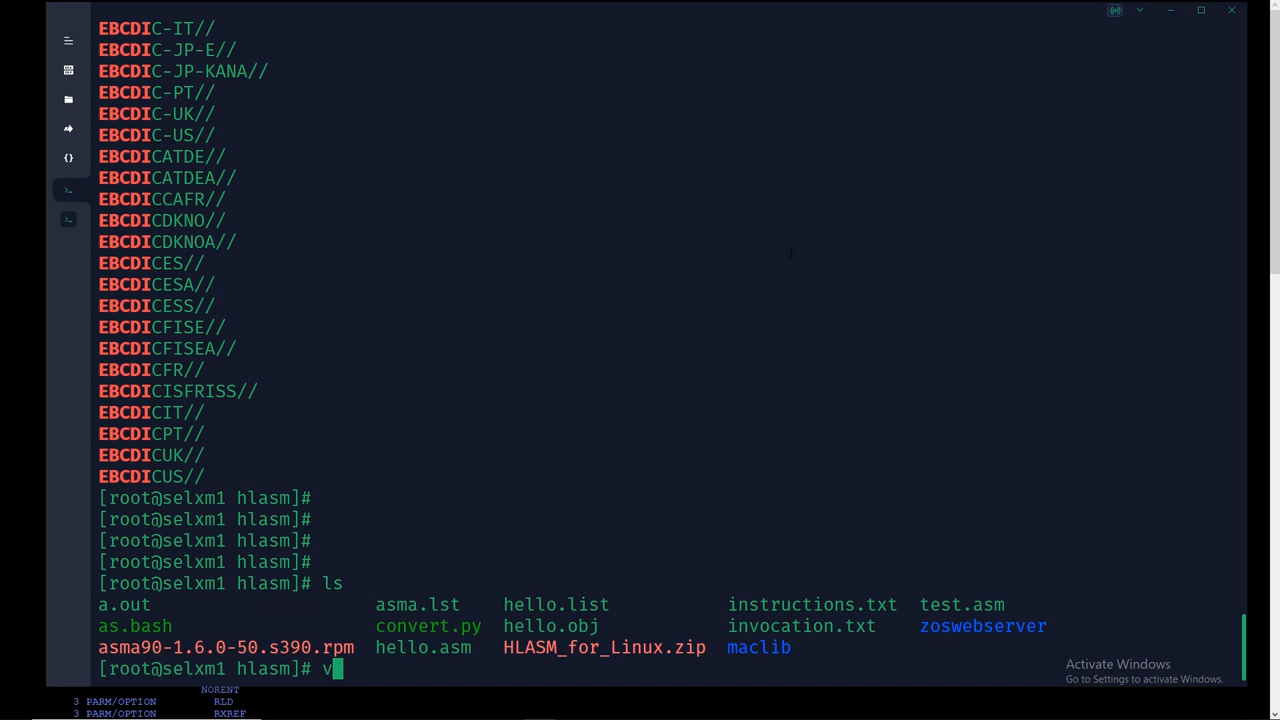 EBCDIC-IT//
EBCDIC-JP-E//
EBCDIC-JP-KANA//
EBCDIC-PT//
EBCDIC-UK//
EBCDIC-US//
EBCDICATDE//
EBCDICATDEA//
EBCDICCAFR//
EBCDICDKNO//
EBCDICDKNOA//
EBCDICES//
EBCDICESA//
EBCDICESS//
EBCDICFISE//
EBCDICFISEA//
EBCDICFR//
EBCDICISFRISS//
EBCDICIT//
EBCDICPT//
EBCDICUK//
EBCDICUS//
[root@selxm1 hlasm]#
[root@selxm1 hlasm]#
[root@selxm1 hlasm]#
[root@selxm1 hlasm]#
[root@selxm1 hlasm]# ls
a.out asma.lst hello.list instructions.txt test.asm
as.bash convert.py hello.obj invocation.txt zoswebserver
asma90-1.6.0-50.s390.rpm hello.asm HLASM_for_Linux.zip maclib
[root@selxm1 hlasm]# v
Activate Windows
Go to Settings to activate Windows.
NORENT
3 PARM/OPTION RLD
3 PARM/OPTION RXREF